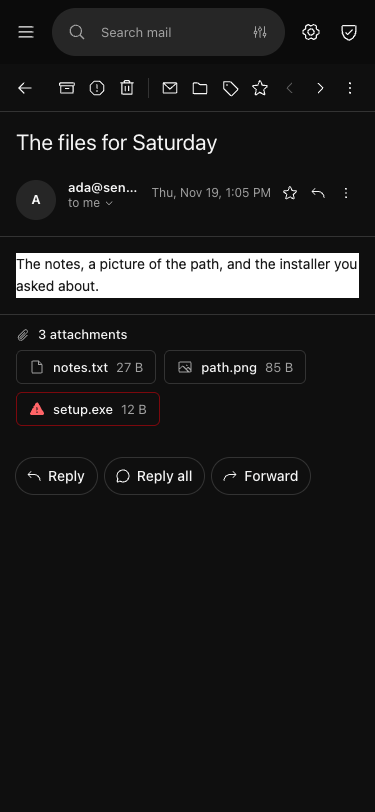 Search mail
The files for Saturday
A
ada@sen...
to me
Thu, Nov 19, 1:05 PM
The notes, a picture of the path, and the installer you
asked about.
3 attachments
notes.txt 27 B
path.png 85 B
setup.exe 12 B
Reply
Reply all
Forward